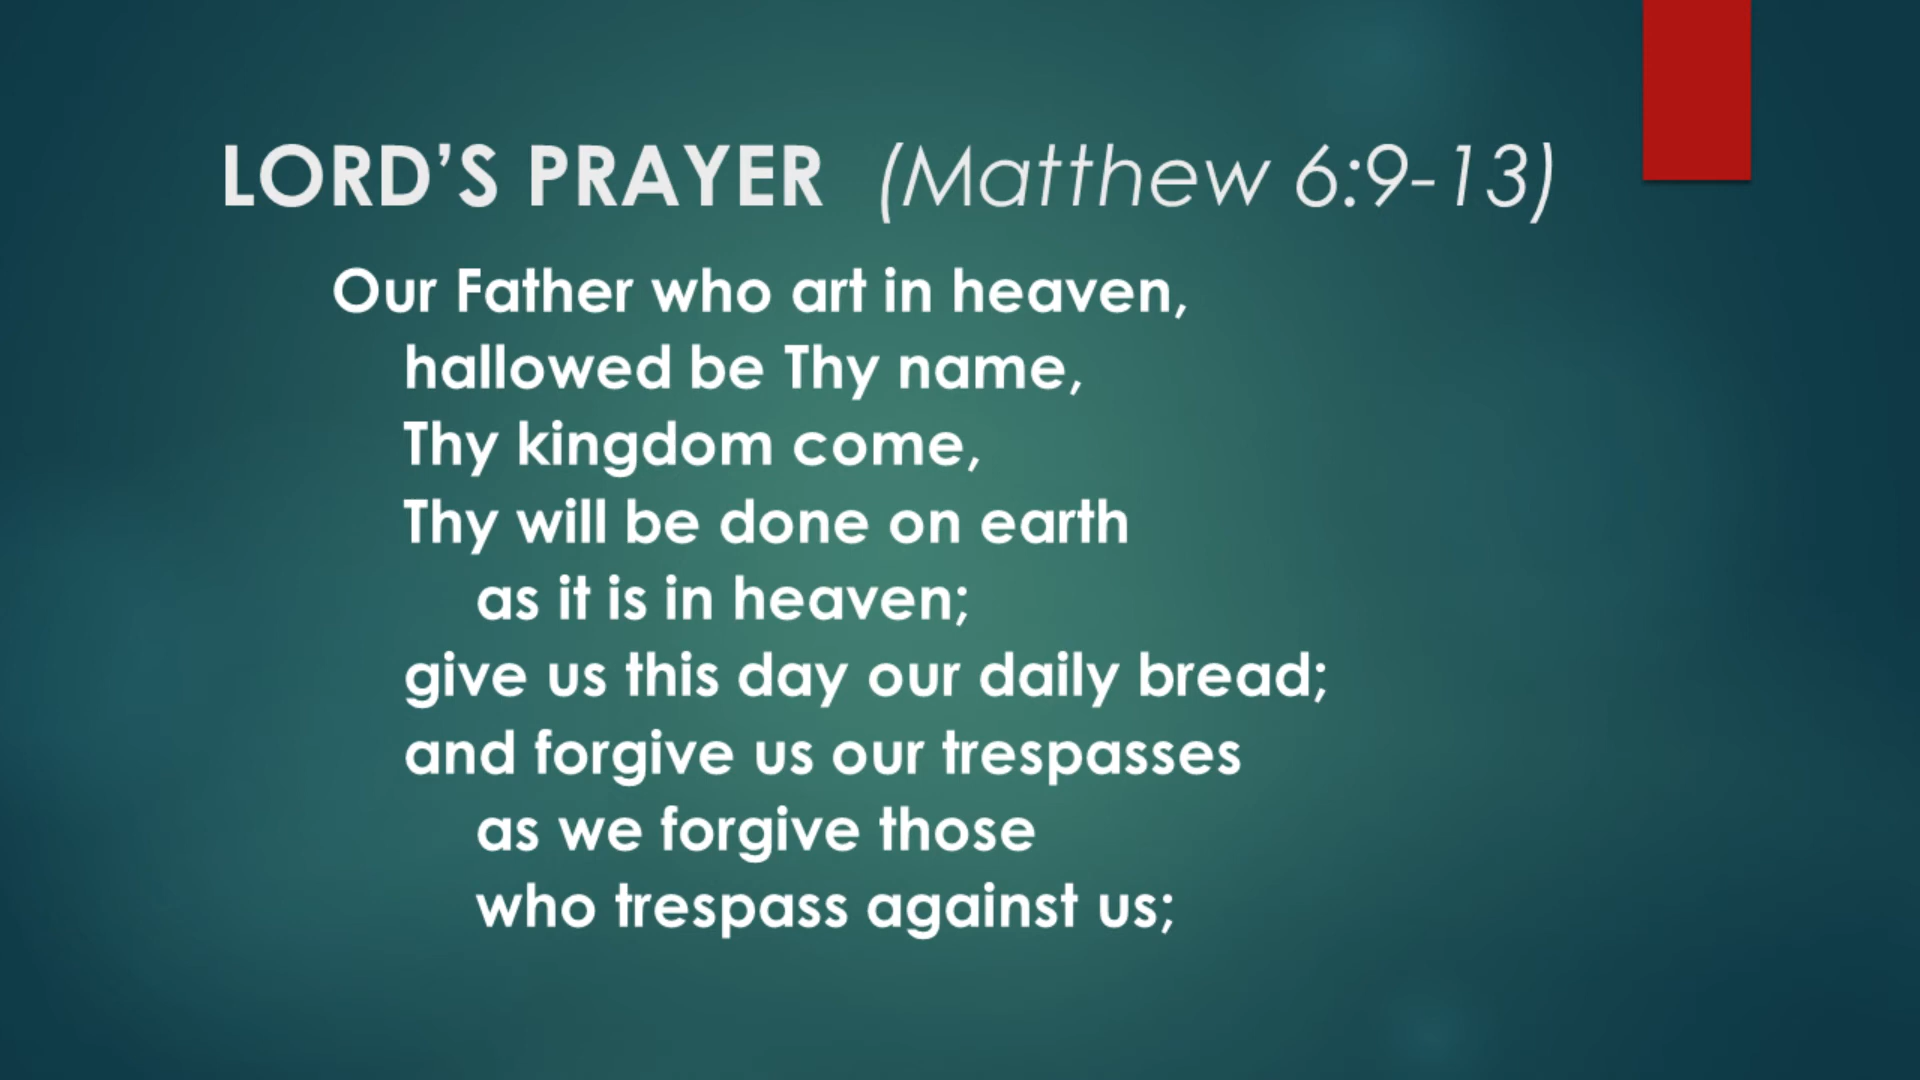 LORD’S PRAYER (Matthew 6:9-13)
Our Father who art in heaven,
hallowed be Thy name,
Thy kingdom come,
Thy will be done on earth
as it is in heaven;
give us this day our daily bread;
and forgive us our trespasses
as we forgive those
who trespass against us;